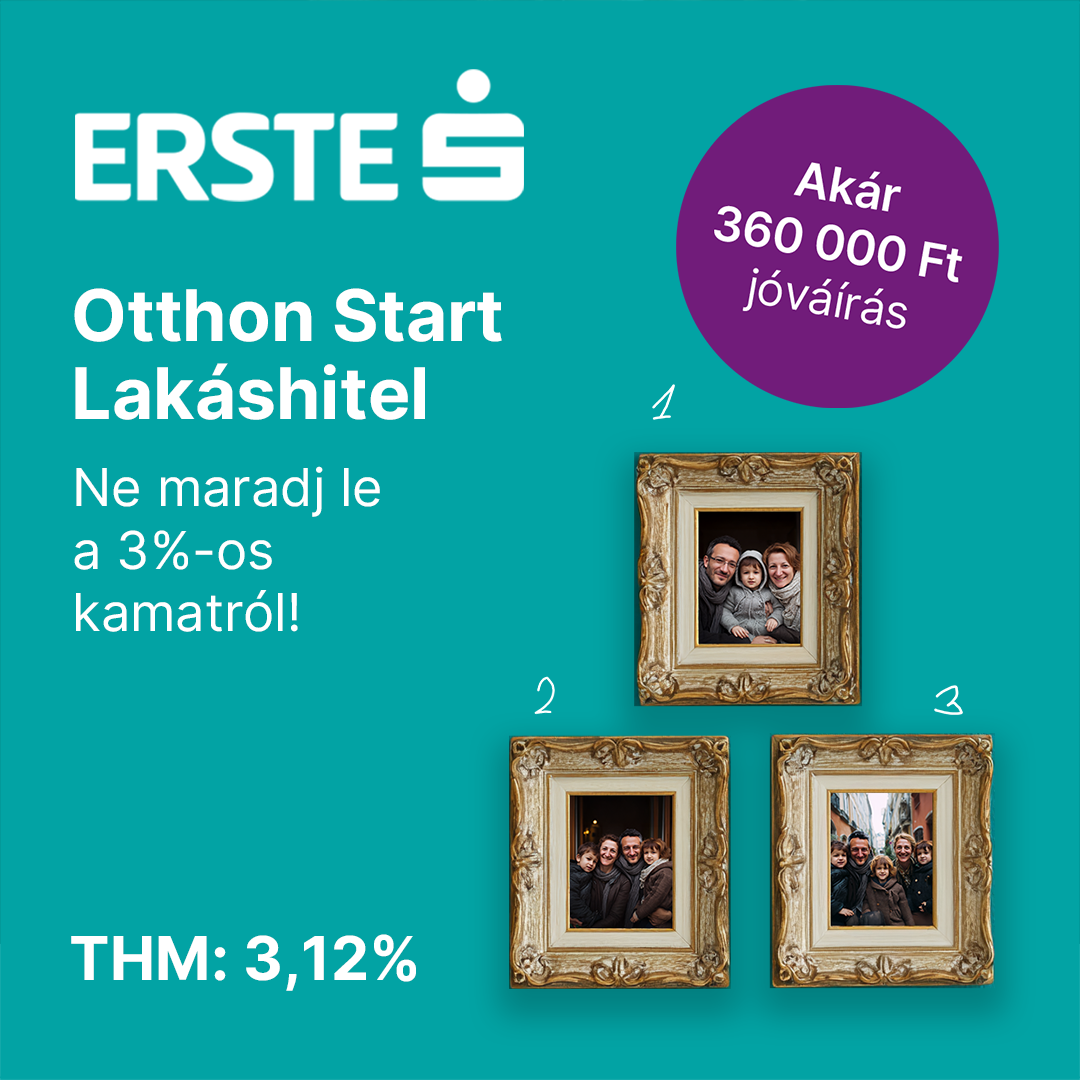 ERSTE
Akár
360 000 Ft
jóváírás
Otthon Start
Lakáshitel
Ne maradj le
a 3%-os
kamatról!
1
2
3
THM: 3,12%